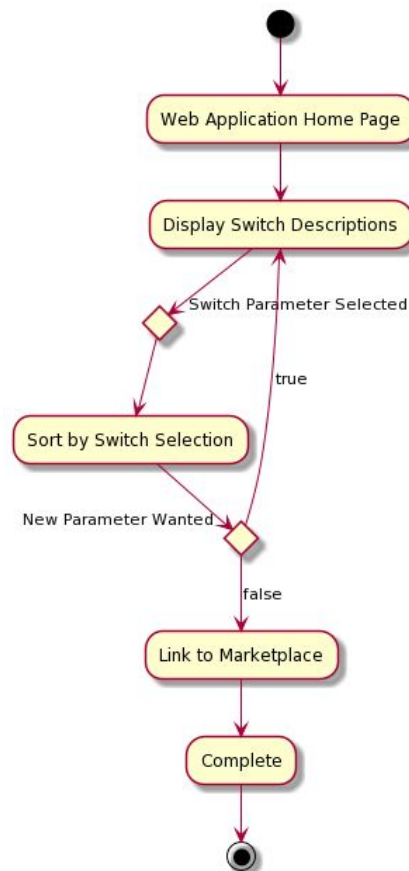 Web Application Home Page
Display Switch Descriptions
Switch Parameter Selected
true
Sort by Switch Selection
New Parameter Wanted
false
Link to Marketplace
Complete